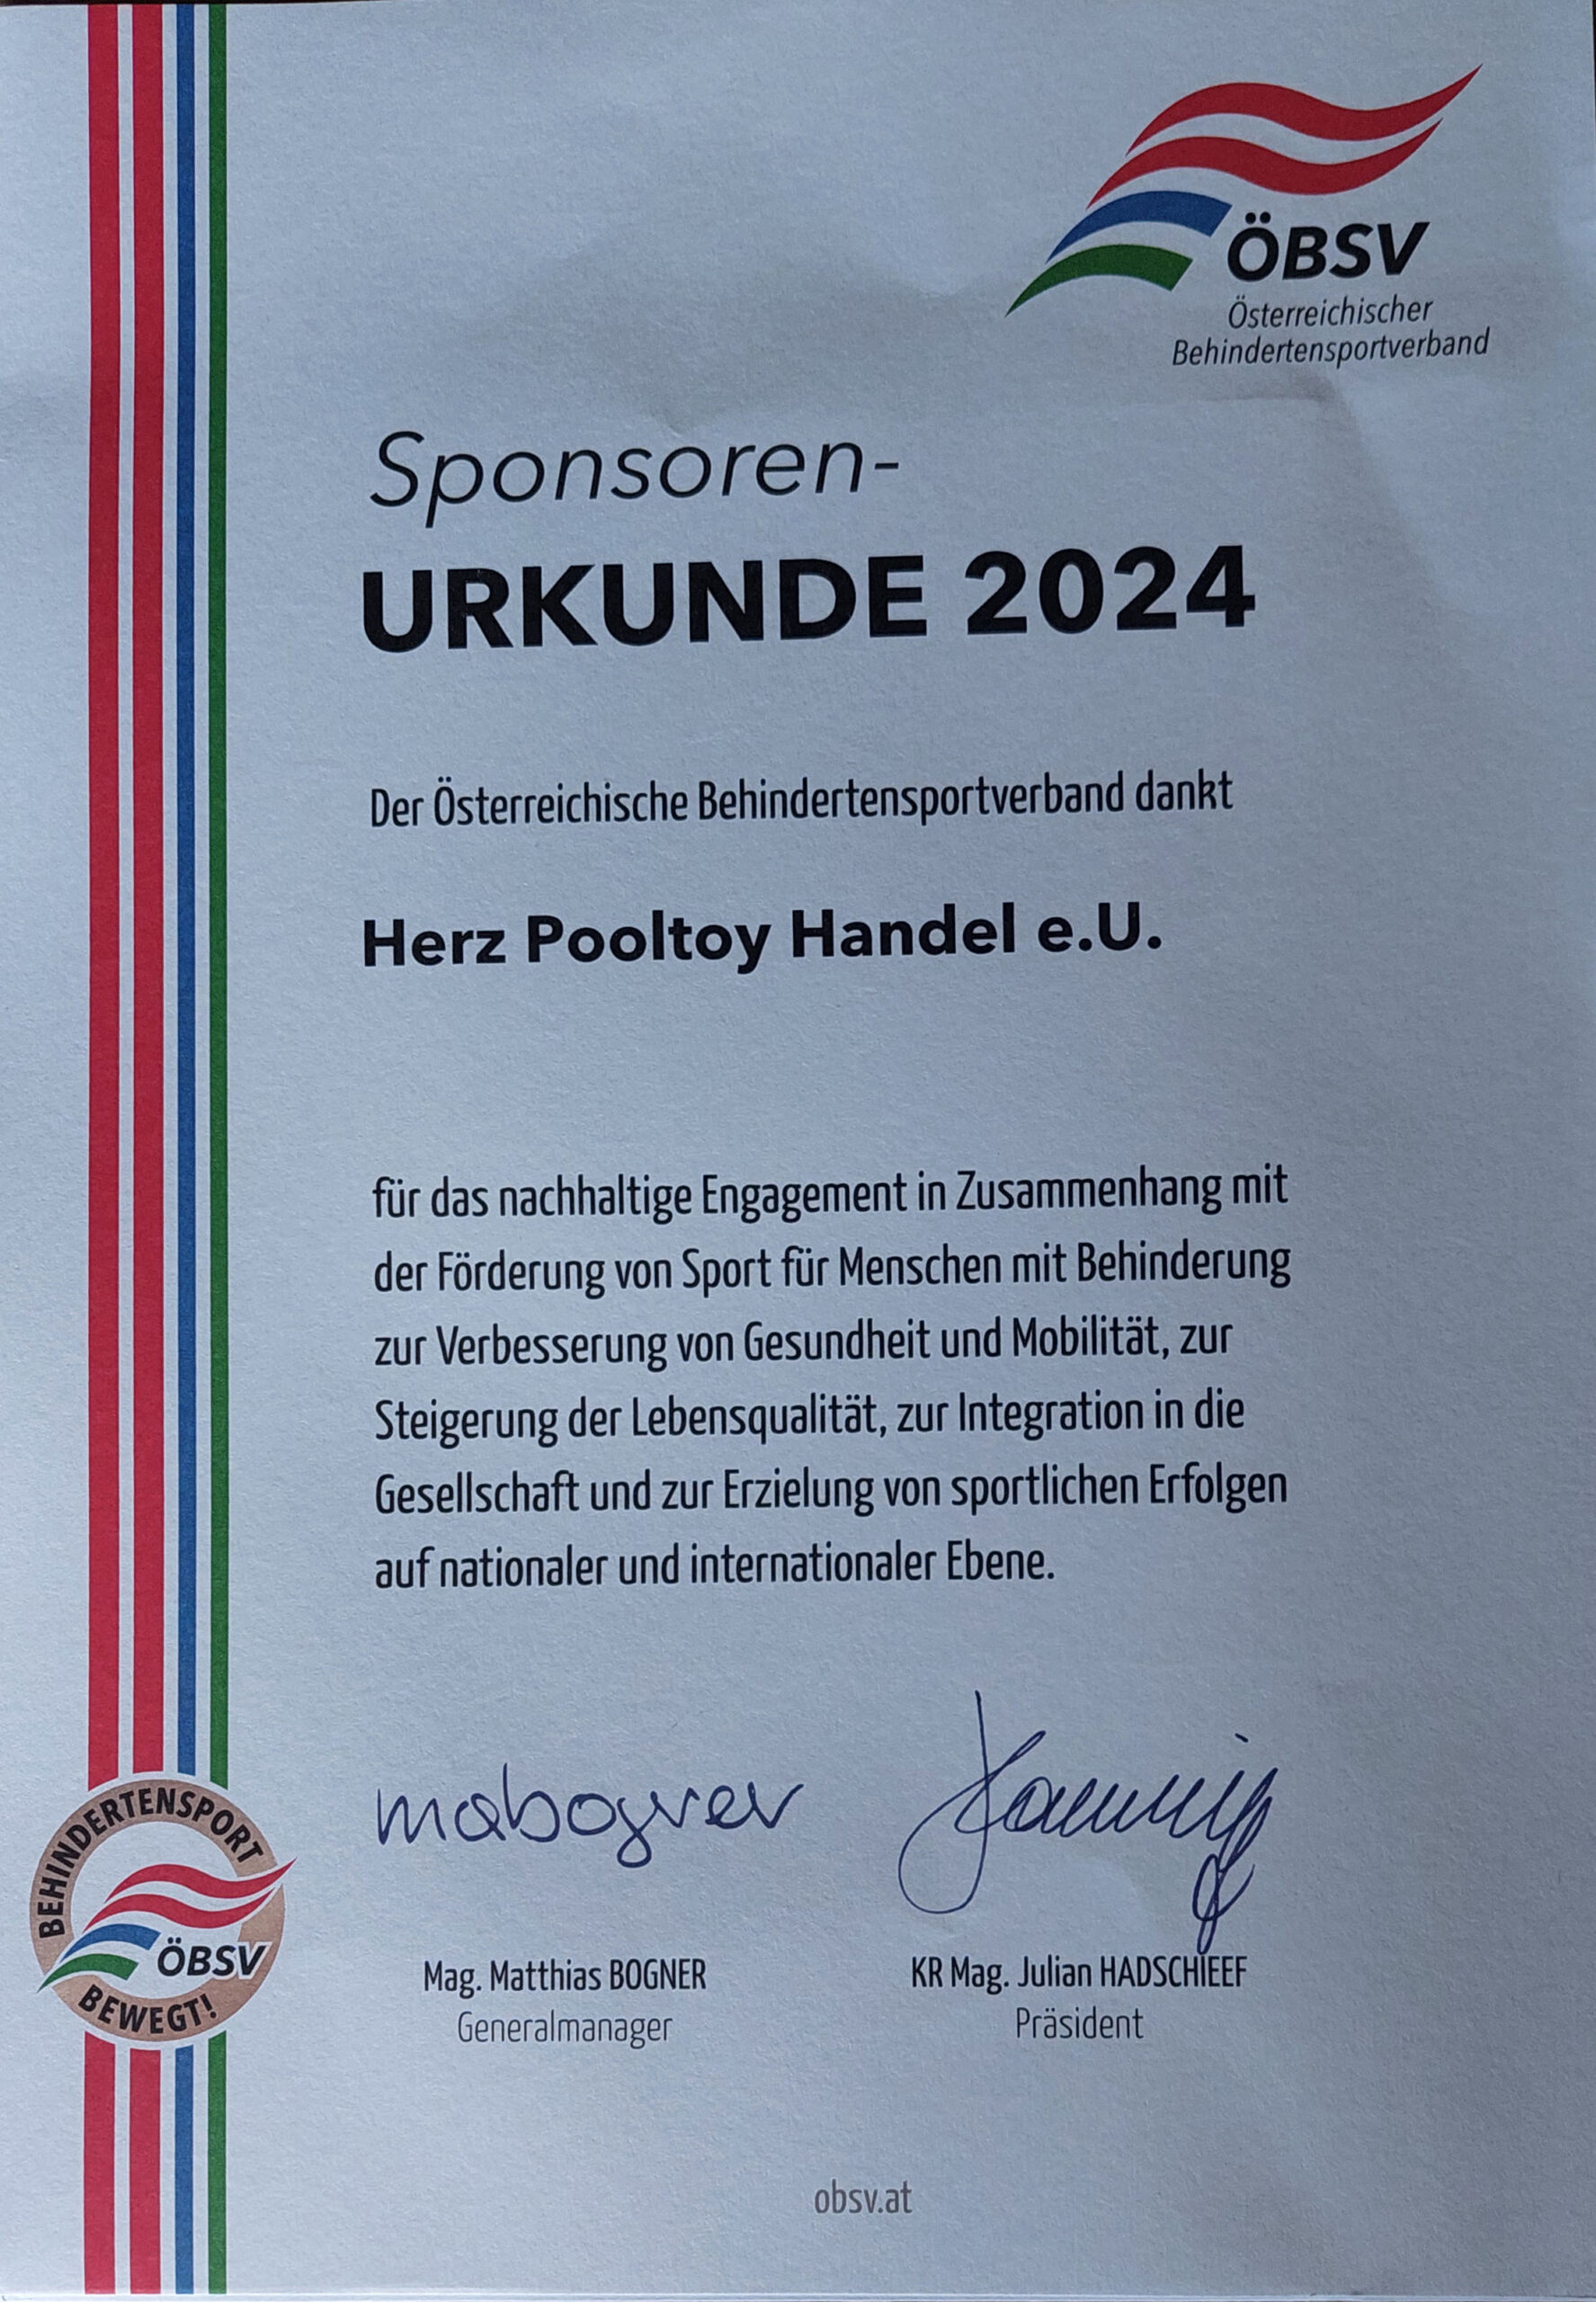 ÖBSV
Österreichischer
Behindertensportverband
Sponsoren-
URKUNDE 2024
Der Österreichische Behindertensportverband dankt
Herz Pooltoy Handel e.U.
für das nachhaltige Engagement in Zusammenhang mit
der Förderung von Sport für Menschen mit Behinderung
zur Verbesserung von Gesundheit und Mobilität, zur
Steigerung der Lebensqualität, zur Integration in die
Gesellschaft und zur Erzielung von sportlichen Erfolgen
auf nationaler und internationaler Ebene.
mabogner
Mag. Matthias BOGNER
Generalmanager
KR Mag. Julian HADSCHIEEF
Präsident
BEHINDERTENSPORT
ÖBSV
BEWEGT!
obsv.at